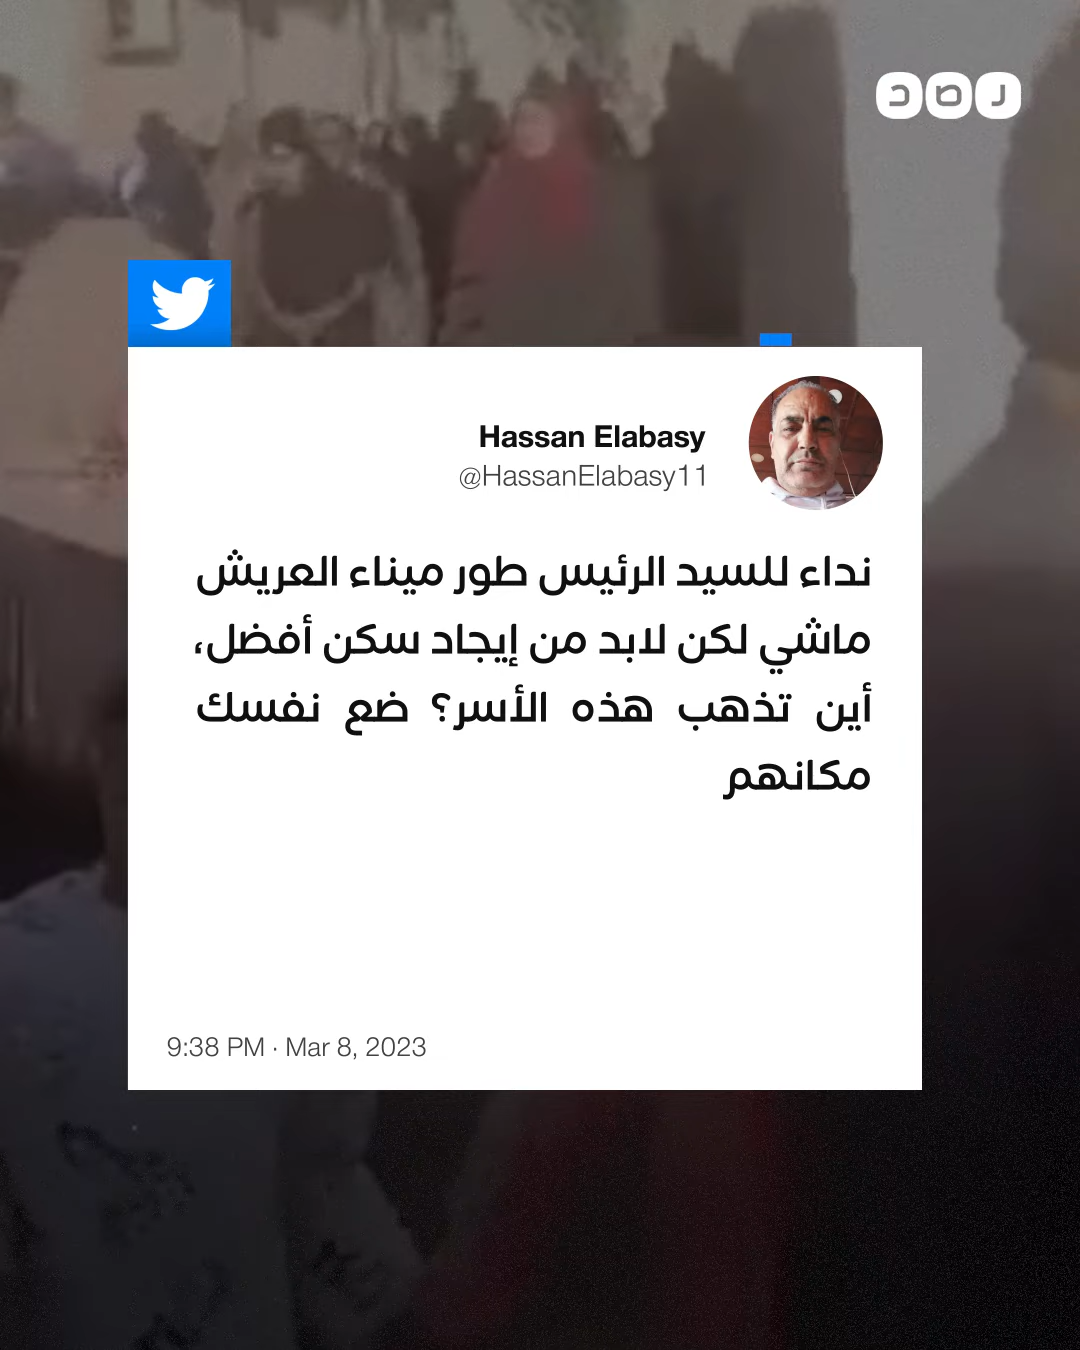 رصد
Hassan Elabasy
@HassanElabasy11
نداء للسيد الرئيس طور ميناء العريش
ماشي لكن لابد من إيجاد سكن أفضل،
أين تذهب هذه الأسر؟ ضع نفسك
مكانهم
9:38 PM · Mar 8, 2023